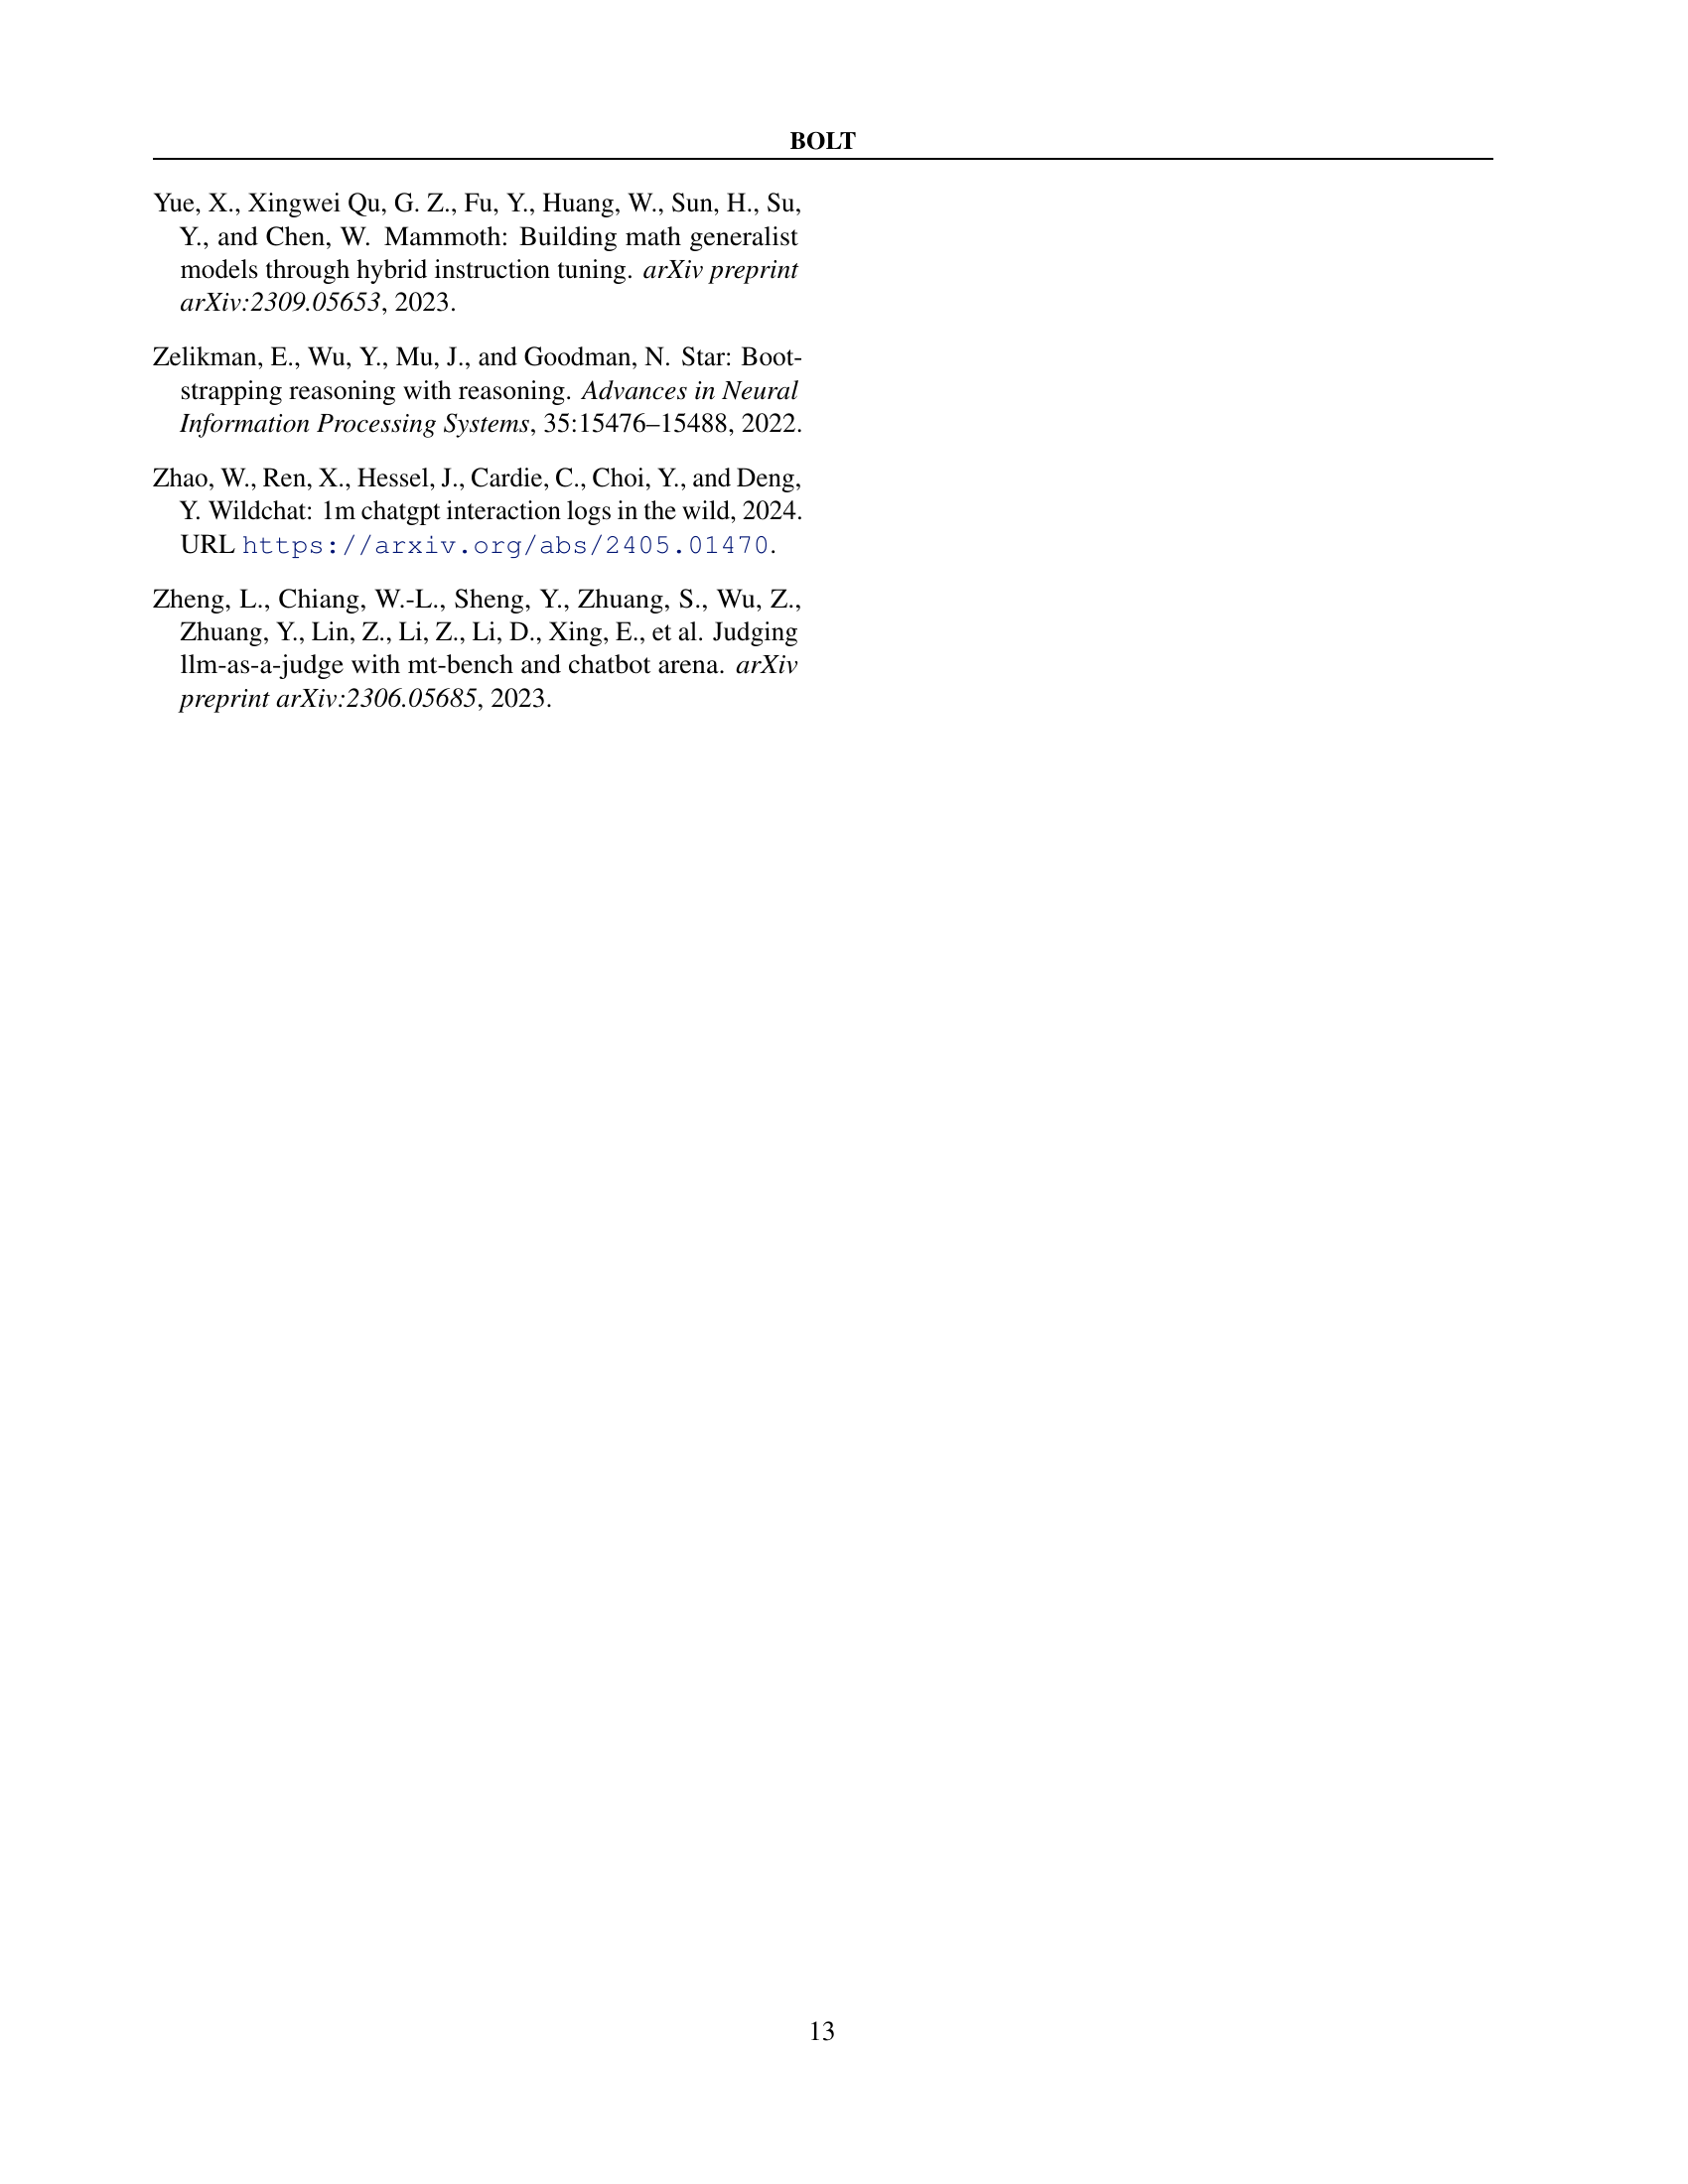 BOLT
Yue, X., Xingwei Qu, G. Z., Fu, Y., Huang, W., Sun, H., Su,
Y., and Chen, W. Mammoth: Building math generalist
models through hybrid instruction tuning. arXiv preprint
arXiv:2309.05653, 2023.
Zelikman, E., Wu, Y., Mu, J., and Goodman, N. Star: Boot-
strapping reasoning with reasoning. Advances in Neural
Information Processing Systems, 35:15476–15488, 2022.
Zhao, W., Ren, X., Hessel, J., Cardie, C., Choi, Y., and Deng,
Y. Wildchat: 1m chatgpt interaction logs in the wild, 2024.
URL https://arxiv.org/abs/2405.01470.
Zheng, L., Chiang, W.-L., Sheng, Y., Zhuang, S., Wu, Z.,
Zhuang, Y., Lin, Z., Li, Z., Li, D., Xing, E., et al. Judging
llm-as-a-judge with mt-bench and chatbot arena. arXiv
preprint arXiv:2306.05685, 2023.
13